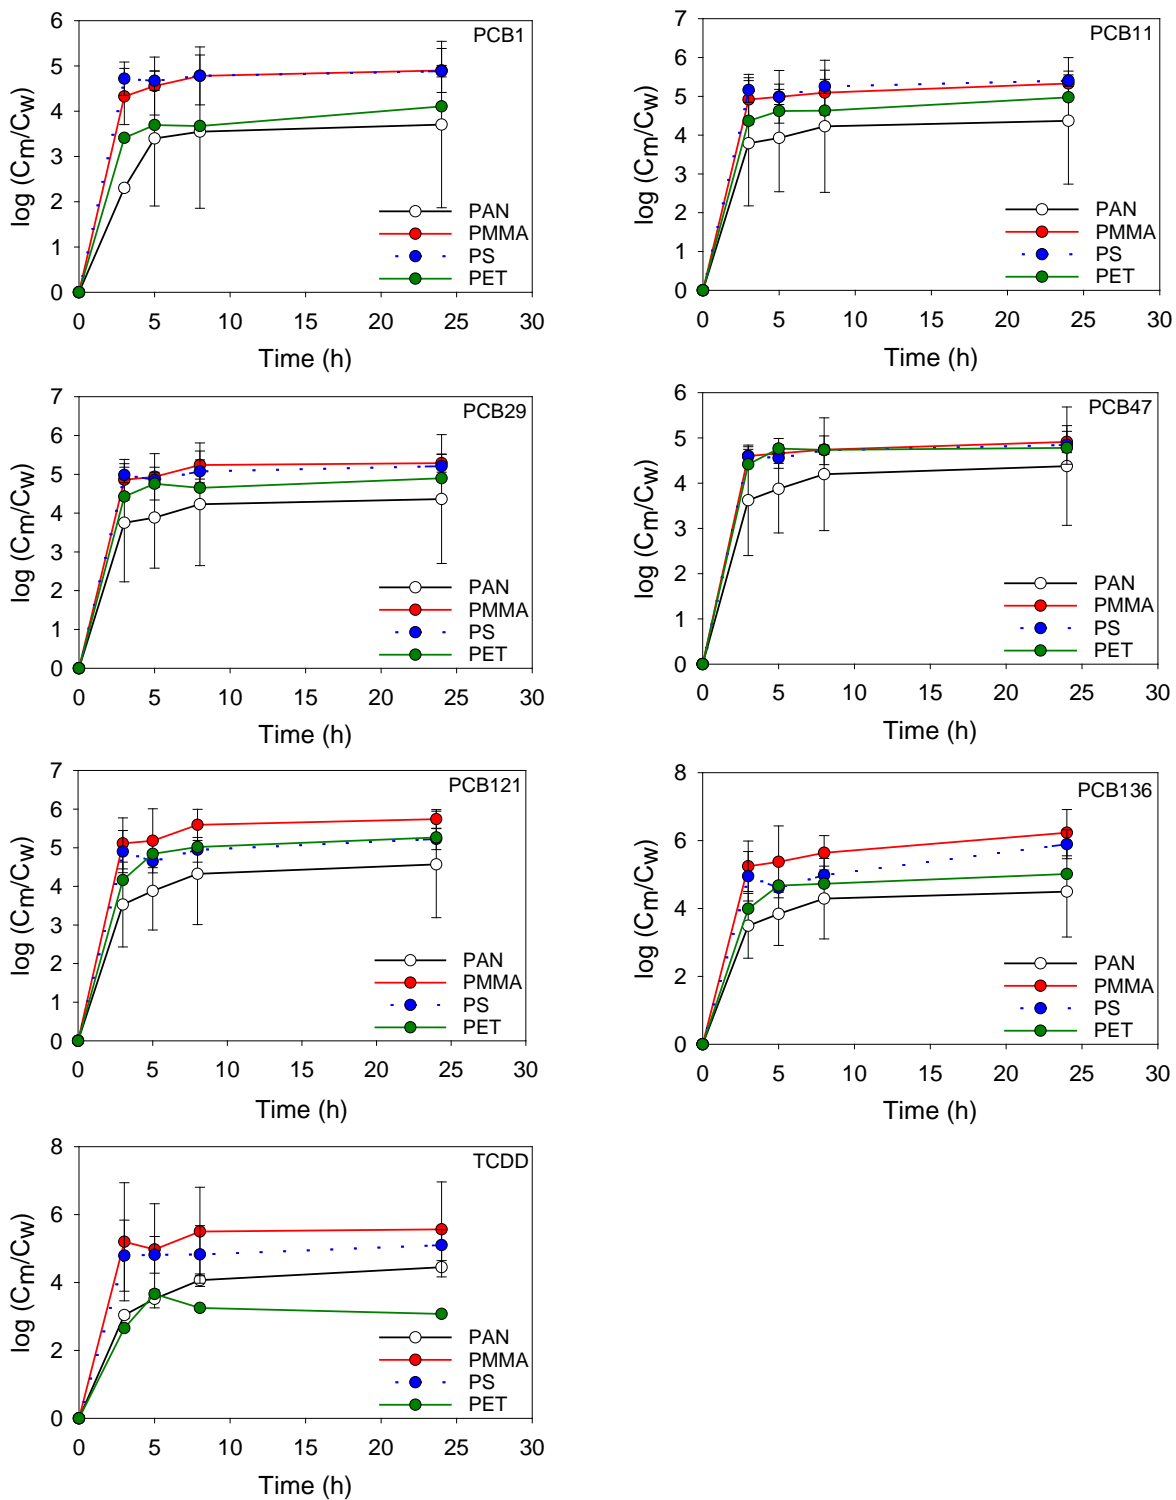 PCB1
log (Cm/Cw)
6
5
4
3
2
1
0
PAN
PMMA
PS
PET
0 5 10 15 20 25 30
Time (h)
PCB11
log (Cm/Cw)
7
6
5
4
3
2
1
0
PAN
PMMA
PS
PET
0 5 10 15 20 25 30
Time (h)
PCB29
log (Cm/Cw)
7
6
5
4
3
2
1
0
PAN
PMMA
PS
PET
0 5 10 15 20 25 30
Time (h)
PCB47
log (Cm/Cw)
6
5
4
3
2
1
0
PAN
PMMA
PS
PET
0 5 10 15 20 25 30
Time (h)
PCB121
log (Cm/Cw)
7
6
5
4
3
2
1
0
PAN
PMMA
PS
PET
0 5 10 15 20 25 30
Time (h)
PCB136
log (Cm/Cw)
8
6
4
2
0
PAN
PMMA
PS
PET
0 5 10 15 20 25 30
Time (h)
TCDD
log (Cm/Cw)
8
6
4
2
0
PAN
PMMA
PS
PET
0 5 10 15 20 25 30
Time (h)